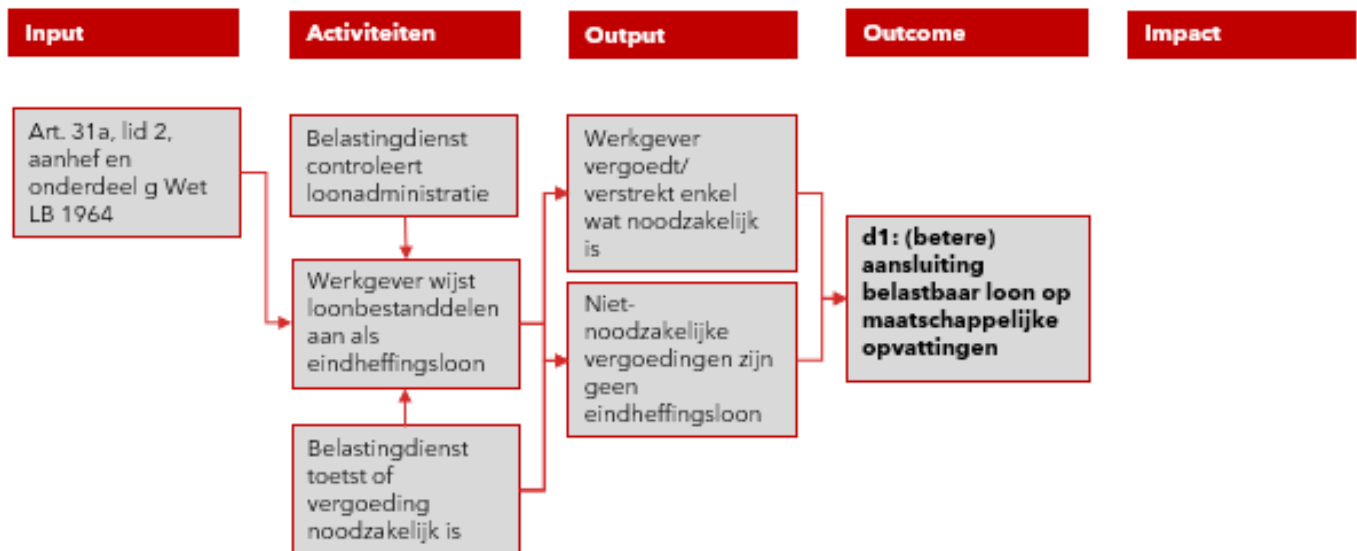 Input
Activiteiten
Output
Outcome
Impact
Art. 31a, lid 2,
aanhef en
onderdeel g Wet
LB 1964
Belastingdienst
controleert
loonadministratie
Werkgever wijst
loonbestanddelen
aan als
eindheffingsloon
Belastingdienst
toetst of
vergoeding
noodzakelijk is
Werkgever
vergoedt/
verstrekt enkel
wat noodzakelijk
is
Niet-
noodzakelijke
vergoedingen zijn
geen
eindheffingsloon
d1: (betere)
aansluiting
belastbaar loon op
maatschappelijke
opvattingen